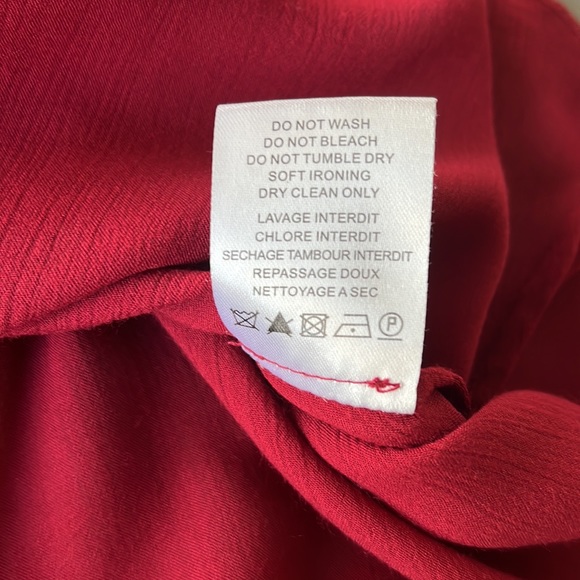 DO NOT WASH
DO NOT BLEACH
DO NOT TUMBLE DRY
SOFT IRONING
DRY CLEAN ONLY
LAVAGE INTERDIT
CHLORE INTERDIT
SECHAGE TAMBOUR INTERDIT
REPASSAGE DOUX
NETTOYAGE A SEC
P